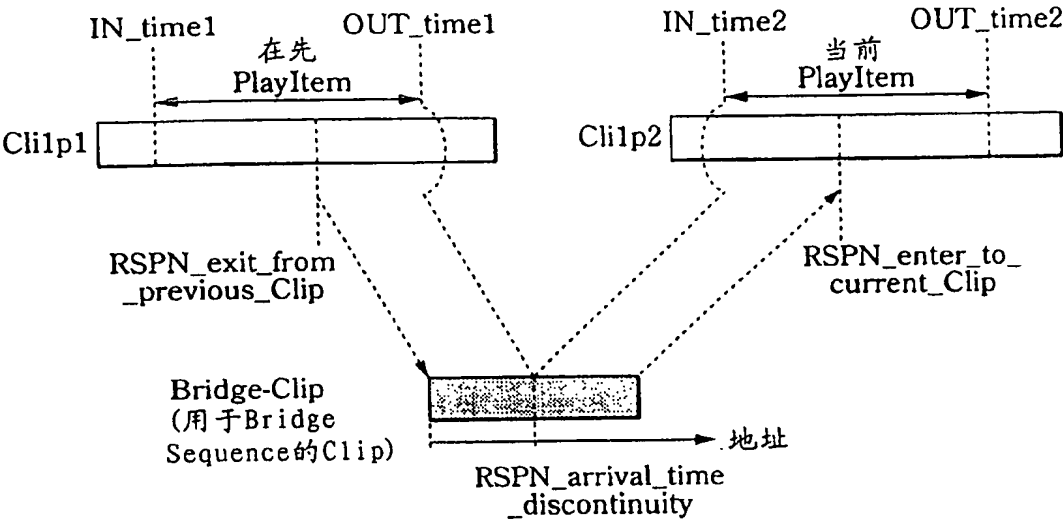 IN_time1
OUT_time1
在先
PlayItem
Cli1p1
IN_time2
OUT_time2
当前
PlayItem
Cli1p2
RSPN_exit_from
_previous_Clip
RSPN_enter_to_
current_Clip
Bridge-Clip
(用于Bridge
Sequence的Clip)
地址
RSPN_arrival_time
_discontinuity